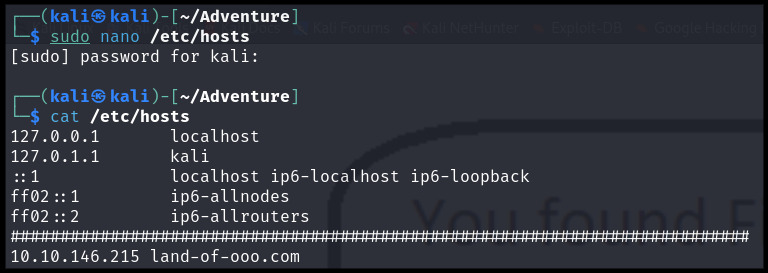 Docs Kali Forums Kali NetHunter Exploit-DB Google Hacking
┌──(kali㉿kali)-[~/Adventure]
└─$ sudo nano /etc/hosts
[sudo] password for kali:
┌──(kali㉿kali)-[~/Adventure]
└─$ cat /etc/hosts
127.0.0.1       localhost
127.0.1.1       kali
::1             localhost ip6-localhost ip6-loopback
ff02::1         ip6-allnodes
ff02::2         ip6-allrouters
You found F
##########################################################################
10.10.146.215 land-of-ooo.com